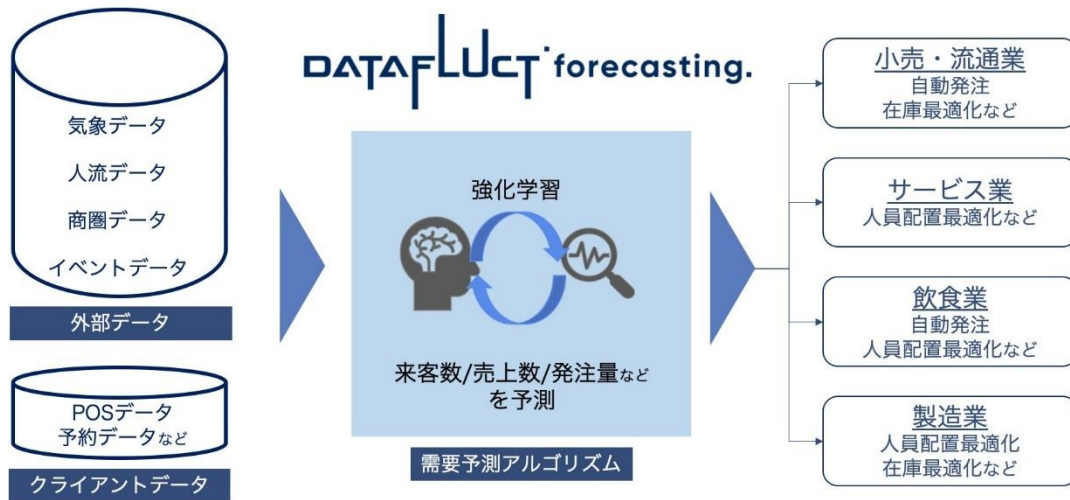 DATAFLUCT forecasting.
気象データ
人流データ
商圏データ
イベントデータ
外部データ
POSデータ
予約データなど
クライアントデータ
強化学習
来客数/売上数/発注量など
を予測
需要予測アルゴリズム
小売・流通業
自動発注
在庫最適化など
サービス業
人員配置最適化など
飲食業
自動発注
人員配置最適化など
製造業
人員配置最適化
在庫最適化など